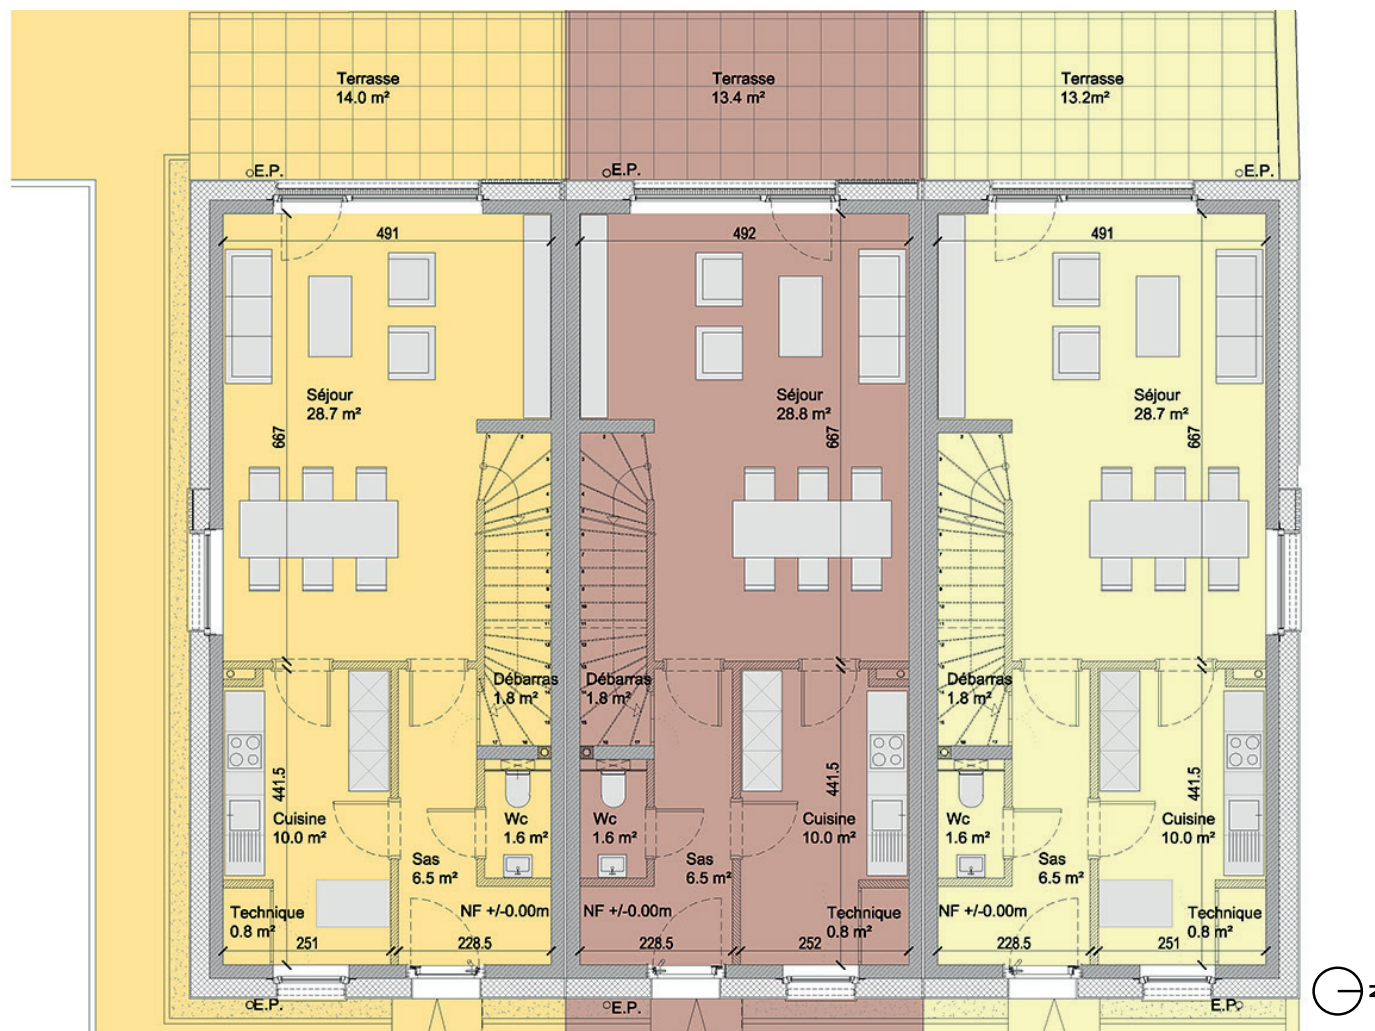 Terrasse
14.0 m²
Terrasse
13.4 m²
Terrasse
13.2m²
E.P.
E.P.
E.P.
491
492
491
Séjour
28.7 m²
Séjour
28.8 m²
Séjour
28.7 m²
667
667
667
Débarras
1.8 m²
Débarras
1.8 m²
Débarras
1.8 m²
441.5
441.5
441.5
Cuisine
10.0 m²
Wc
1.6 m²
Wc
1.6 m²
Cuisine
10.0 m²
Wc
1.6 m²
Cuisine
10.0 m²
Sas
6.5 m²
Sas
6.5 m²
Sas
6.5 m²
Technique
0.8 m²
NF +/-0.00m
NF +/-0.00m
Technique
0.8 m²
NF +/-0.00m
Technique
0.8 m²
251
228.5
228.5
252
228.5
251
E.P.
E.P.
E.P.
N